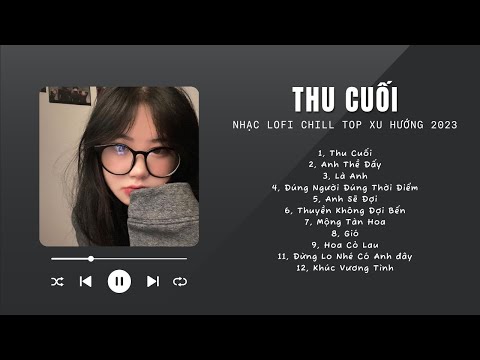 THU CUỐI
NHẠC LOFI CHILL TOP XU HƯỚNG 2023
1, Thu Cuối
2, Anh Thề Đấy
3, Là Anh
4, Đúng Người Đúng Thời Điểm
5, Anh Sẽ Đợi
6, Thuyền Không Đợi Bến
7, Mộng Tàn Hoa
8, Gió
9, Hoa Cỏ Lau
11, Đừng Lo Nhé Có Anh đây
12, Khúc Vương Tình